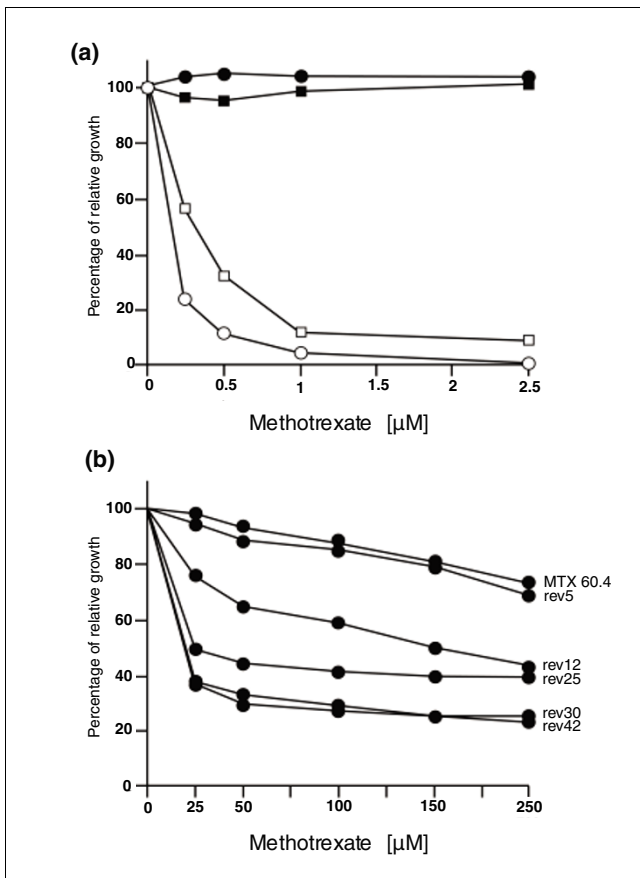 (a)
Percentage of relative growth
100
80
60
40
20
0
0 0.5 1 1.5 2 2.5
Methotrexate [µM]
(b)
Percentage of relative growth
100
80
60
40
20
0
MTX 60.4
rev5
rev12
rev25
rev30
rev42
0 25 50 100 150 250
Methotrexate [µM]